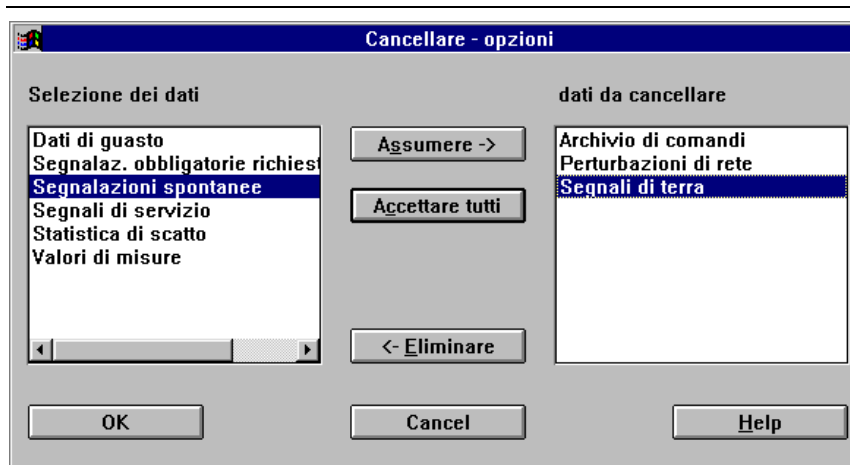 Cancellare - opzioni
Selezione dei dati
dati da cancellare
Dati di guasto
Segnalaz. obbligatorie richiest
Segnalazioni spontanee
Segnali di servizio
Statistica di scatto
Valori di misure
Assumere ->
Accettare tutti
<- Eliminare
Archivio di comandi
Perturbazioni di rete
Segnali di terra
OK
Cancel
Help